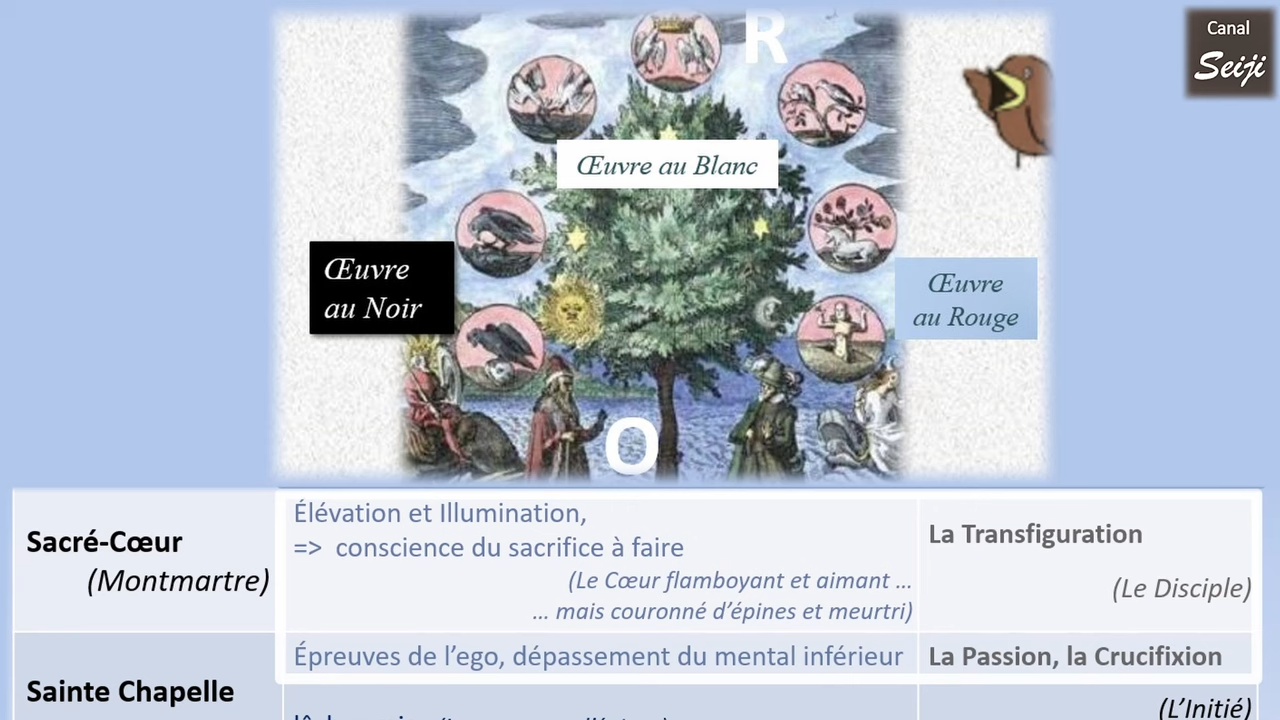 Canal
Seiji
R
Œuvre au Blanc
Œuvre
au Noir
Œuvre
au Rouge
O
Sacré-Cœur
(Montmartre)
Élévation et Illumination,
=> conscience du sacrifice à faire
(Le Cœur flamboyant et aimant ...
... mais couronné d’épines et meurtri)
La Transfiguration
(Le Disciple)
Sainte Chapelle
Épreuves de l’ego, dépassement du mental inférieur
La Passion, la Crucifixion
(L’Initié)